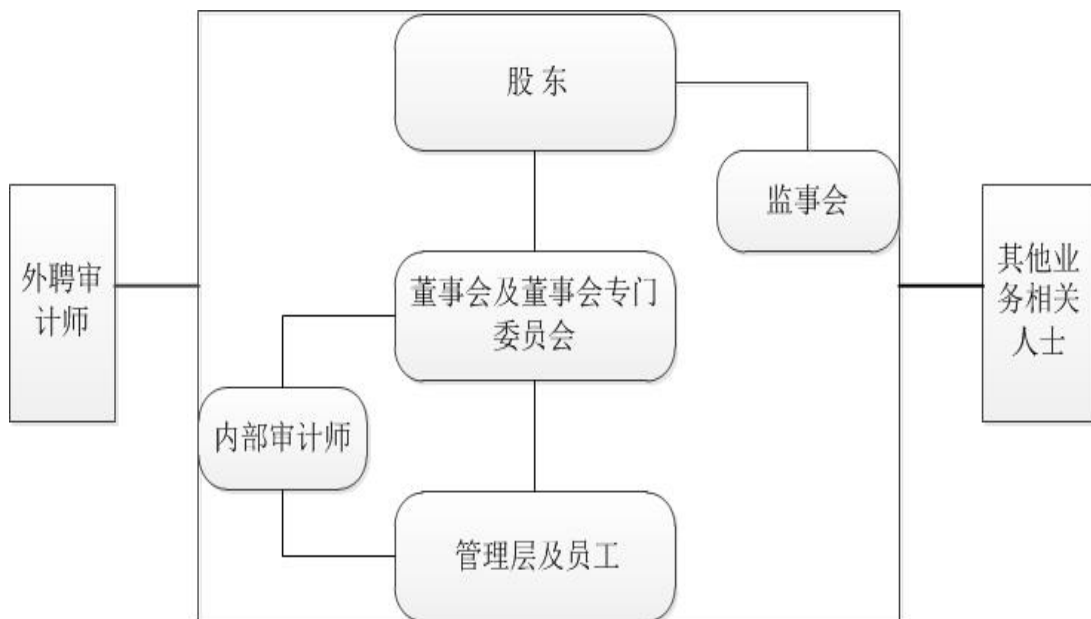 股 东
监事会
外聘审
计师
董事会及董事会专门
委员会
其他业
务相关
人士
内部审计师
管理层及员工